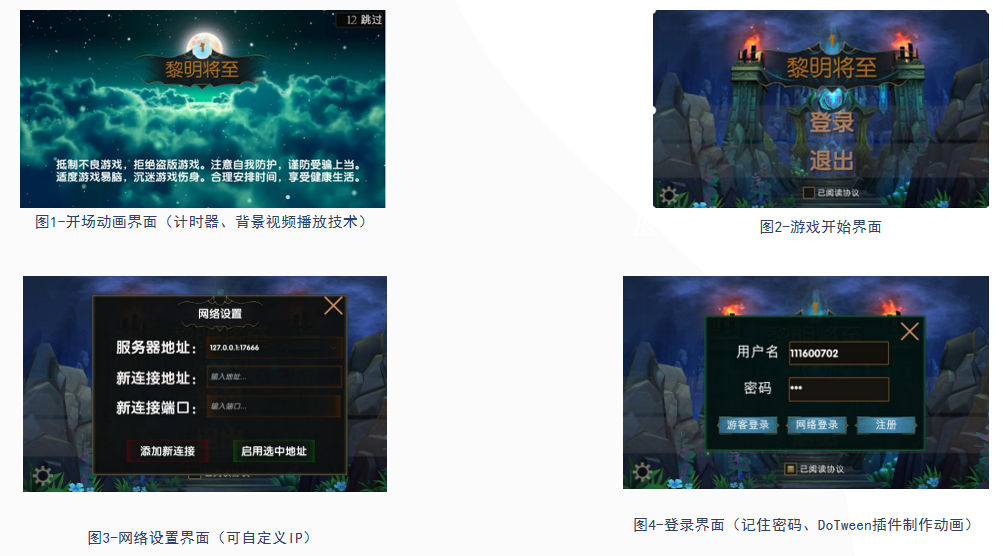 12 跳过
黎明将至
抵制不良游戏，拒绝盗版游戏。注意自我防护，谨防受骗上当。
适度游戏益脑，沉迷游戏伤身。合理安排时间，享受健康生活。
图1-开场动画界面（计时器、背景视频播放技术）
黎明将至
登录
退出
已阅读协议
图2-游戏开始界面
网络设置
服务器地址：
127.0.0.1:17666
新连接地址：
输入地址...
新连接端口：
输入端口...
添加新连接
启用选中地址
图3-网络设置界面（可自定义IP）
用户名
111600702
密码
***
游客登录
网络登录
注册
已阅读协议
图4-登录界面（记住密码、DoTween插件制作动画）